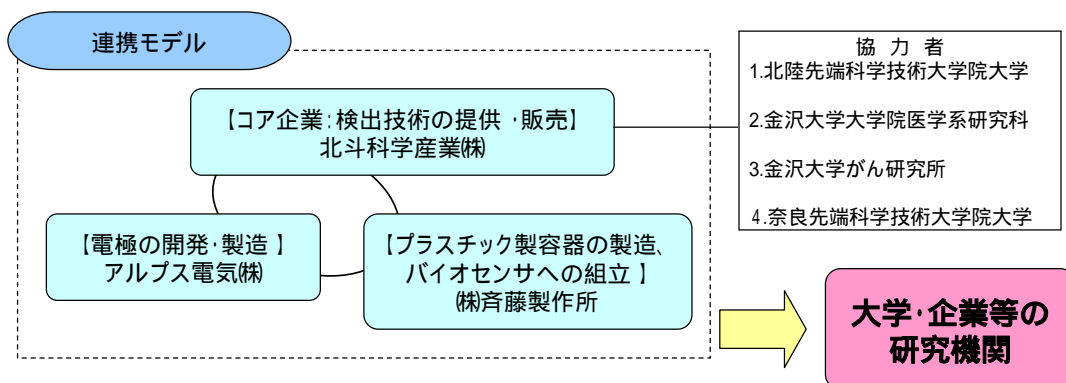 連携モデル
【コア企業:検出技術の提供・販売】
北斗科学産業㈱
【電極の開発・製造】
アルプス電気㈱
【プラスチック製容器の製造、
バイオセンサへの組立】
㈱斉藤製作所
協力者
1.北陸先端科学技術大学院大学
2.金沢大学大学院医学系研究科
3.金沢大学がん研究所
4.奈良先端科学技術大学院大学
大学・企業等の
研究機関